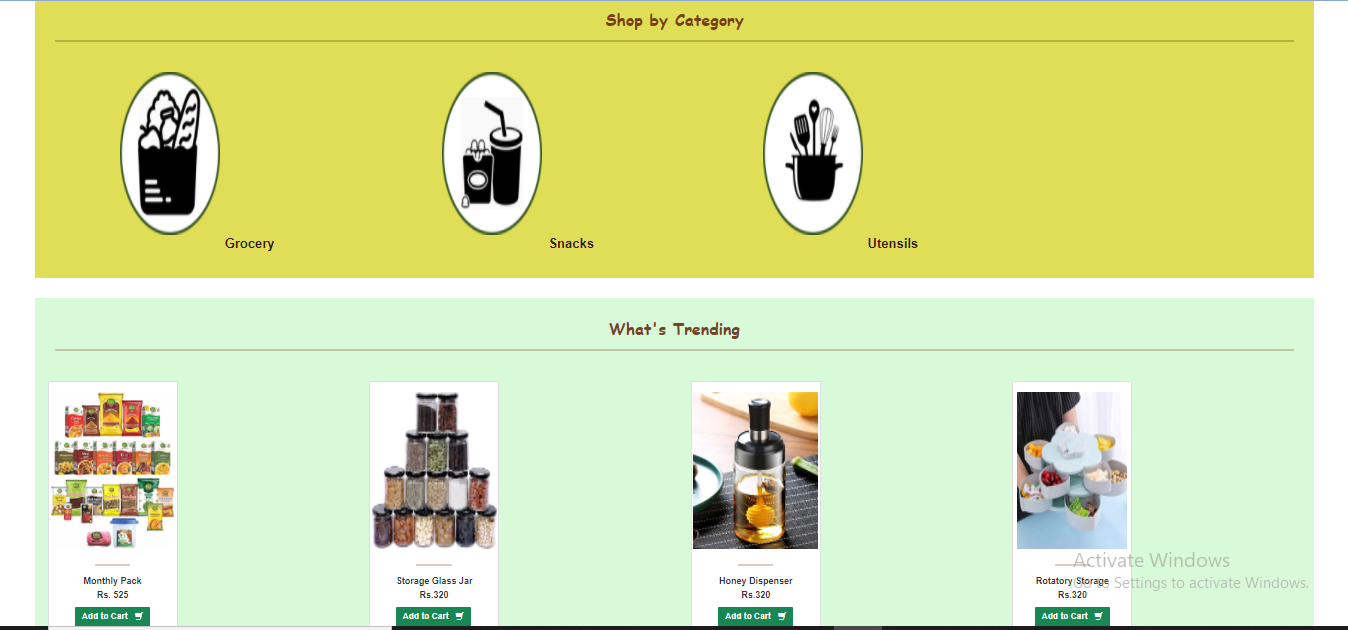 Shop by Category
Grocery
Snacks
Utensils
What's Trending
Monthly Pack
Rs. 525
Add to Cart
Storage Glass Jar
Rs.320
Add to Cart
Honey Dispenser
Rs.320
Add to Cart
Rotatory Storage
Rs.320
Add to Cart
Activate Windows
Go to Settings to activate Windows.